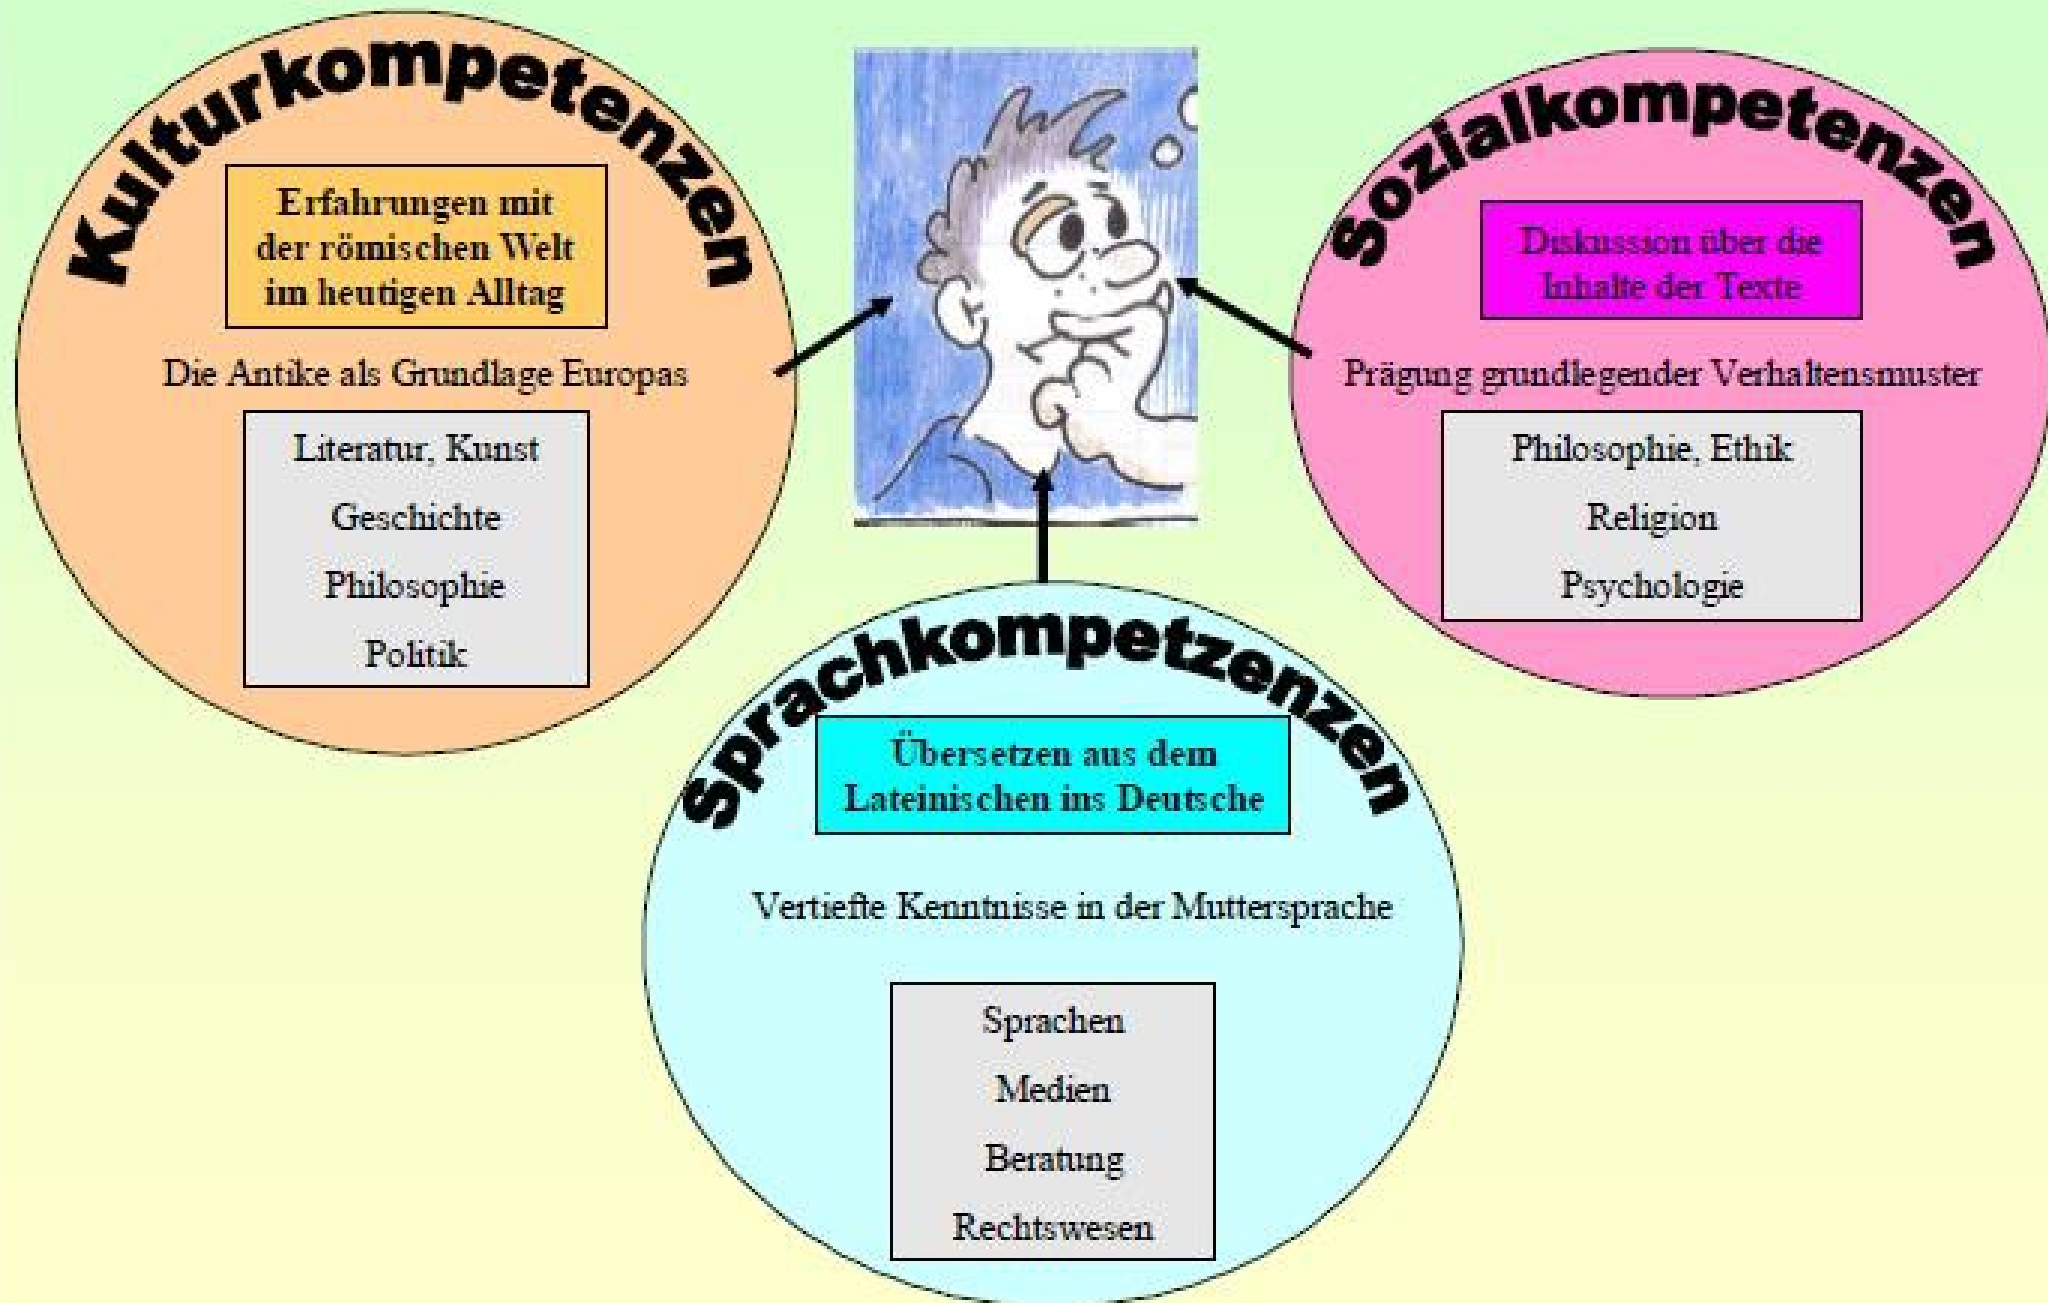 Kulturkompetenzen
Erfahrungen mit
der römischen Welt
im heutigen Alltag
Die Antike als Grundlage Europas
Literatur, Kunst
Geschichte
Philosophie
Politik
Sozialkompetenzen
Diskussion über die
Inhalte der Texte
Prägung grundlegender Verhaltensmuster
Philosophie, Ethik
Religion
Psychologie
Sprachkompetzenzen
Übersetzen aus dem
Lateinischen ins Deutsche
Vertiefte Kenntnisse in der Muttersprache
Sprachen
Medien
Beratung
Rechtswesen